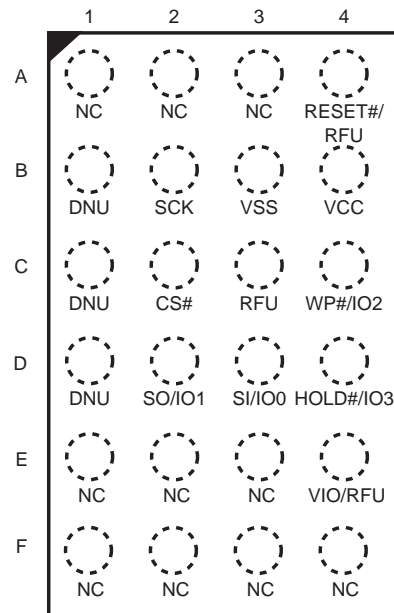 1 2 3 4
A
NC NC NC RESET#/
RFU
B
DNU SCK VSS VCC
C
DNU CS# RFU WP#/IO2
D
DNU SO/IO1 SI/IO0 HOLD#/IO3
E
NC NC NC VIO/RFU
F
NC NC NC NC